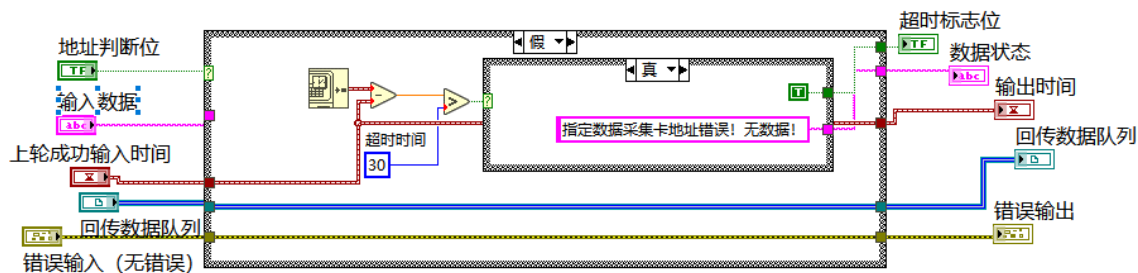 地址判断位
TF
输入数据
abc
上轮成功输入时间
回传数据队列
错误输入（无错误）
假
超时时间
30
真
T
指定数据采集卡地址错误！无数据！
超时标志位
TF
数据状态
abc
输出时间
回传数据队列
错误输出